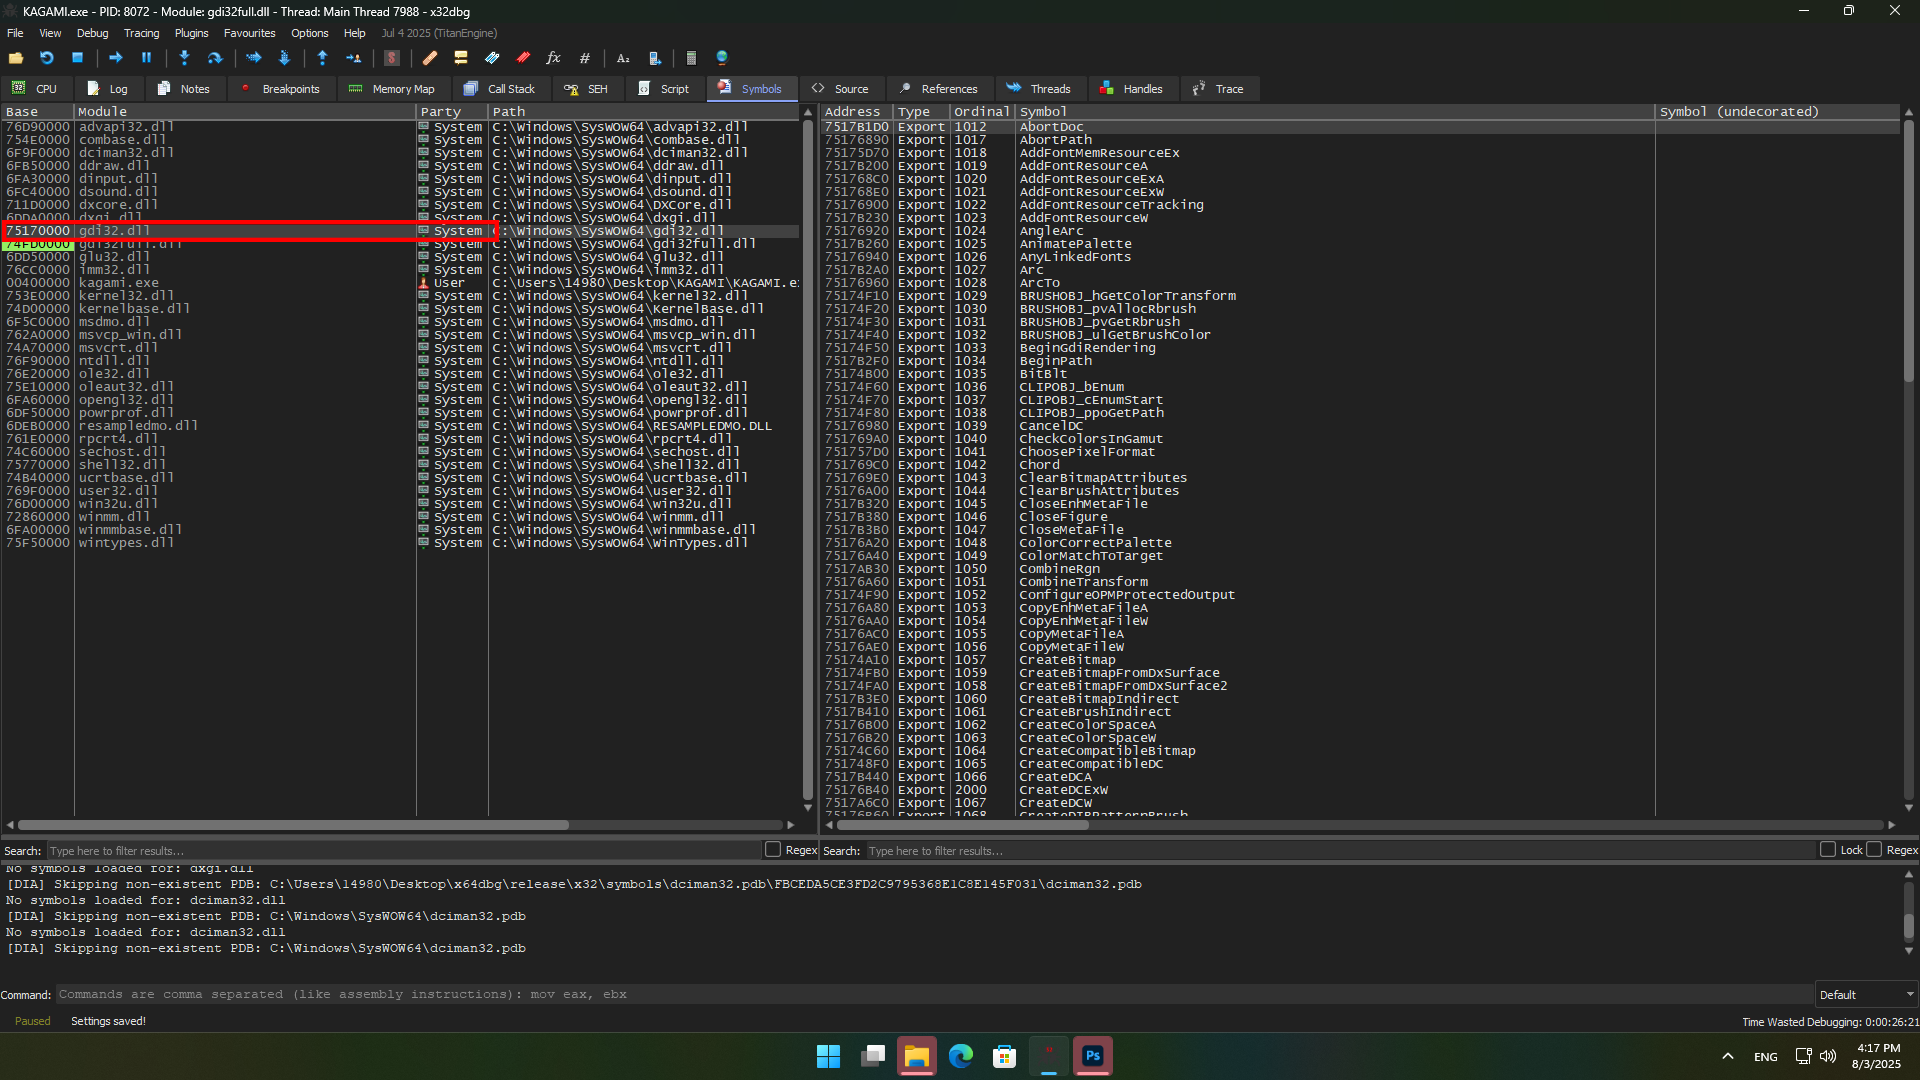 KAGAMI.exe - PID: 8072 - Module: gdi32full.dll - Thread: Main Thread 7988 - x32dbg
File View Debug Tracing Plugins Favourites Options Help Jul 4 2025 (TitanEngine)
CPU Log Notes Breakpoints Memory Map Call Stack SEH Script Symbols Source References Threads Handles Trace
Base Module Party Path
76D90000 advapi32.dll System C:\Windows\SysWOW64\advapi32.dll
754E0000 combase.dll System C:\Windows\SysWOW64\combase.dll
6F9F0000 dciman32.dll System C:\Windows\SysWOW64\dciman32.dll
6FB50000 ddraw.dll System C:\Windows\SysWOW64\ddraw.dll
6FA30000 dinput.dll System C:\Windows\SysWOW64\dinput.dll
6FC40000 dsound.dll System C:\Windows\SysWOW64\dsound.dll
711D0000 dxcore.dll System C:\Windows\SysWOW64\DXCore.dll
6DDA0000 dxgi.dll System C:\Windows\SysWOW64\dxgi.dll
75170000 gdi32.dll System C:\Windows\SysWOW64\gdi32.dll
74FD0000 gdi32full.dll System C:\Windows\SysWOW64\gdi32full.dll
6DD50000 glu32.dll System C:\Windows\SysWOW64\glu32.dll
76CC0000 imm32.dll System C:\Windows\SysWOW64\imm32.dll
00400000 kagami.exe User C:\Users\14980\Desktop\KAGAMI\KAGAMI.e
753E0000 kernel32.dll System C:\Windows\SysWOW64\kernel32.dll
74D00000 kernelbase.dll System C:\Windows\SysWOW64\KernelBase.dll
6F5C0000 msdmo.dll System C:\Windows\SysWOW64\msdmo.dll
762A0000 msvcp_win.dll System C:\Windows\SysWOW64\msvcp_win.dll
74A70000 msvcrt.dll System C:\Windows\SysWOW64\msvcrt.dll
76F90000 ntdll.dll System C:\Windows\SysWOW64\ntdll.dll
76E20000 ole32.dll System C:\Windows\SysWOW64\ole32.dll
75E10000 oleaut32.dll System C:\Windows\SysWOW64\oleaut32.dll
6FA60000 opengl32.dll System C:\Windows\SysWOW64\opengl32.dll
6DF50000 powrprof.dll System C:\Windows\SysWOW64\powrprof.dll
6DEB0000 resampledmo.dll System C:\Windows\SysWOW64\RESAMPLEDMO.DLL
761E0000 rpcrt4.dll System C:\Windows\SysWOW64\rpcrt4.dll
74C60000 sechost.dll System C:\Windows\SysWOW64\sechost.dll
75770000 shell32.dll System C:\Windows\SysWOW64\shell32.dll
74B40000 ucrtbase.dll System C:\Windows\SysWOW64\ucrtbase.dll
769F0000 user32.dll System C:\Windows\SysWOW64\user32.dll
76D00000 win32u.dll System C:\Windows\SysWOW64\win32u.dll
72860000 winmm.dll System C:\Windows\SysWOW64\winmm.dll
6FA00000 winmmbase.dll System C:\Windows\SysWOW64\winmmbase.dll
75F50000 wintypes.dll System C:\Windows\SysWOW64\WinTypes.dll
Address Type Ordinal Symbol Symbol (undecorated)
7517B1D0 Export 1012 AbortDoc
75176890 Export 1017 AbortPath
75175D70 Export 1018 AddFontMemResourceEx
7517B200 Export 1019 AddFontResourceA
751768C0 Export 1020 AddFontResourceExA
751768E0 Export 1021 AddFontResourceExW
75176900 Export 1022 AddFontResourceTracking
7517B230 Export 1023 AddFontResourceW
75176920 Export 1024 AngleArc
7517B260 Export 1025 AnimatePalette
75176940 Export 1026 AnyLinkedFonts
7517B2A0 Export 1027 Arc
75176960 Export 1028 ArcTo
75174F10 Export 1029 BRUSHOBJ_hGetColorTransform
75174F20 Export 1030 BRUSHOBJ_pvAllocRbrush
75174F30 Export 1031 BRUSHOBJ_pvGetRbrush
75174F40 Export 1032 BRUSHOBJ_ulGetBrushColor
75174F50 Export 1033 BeginGdiRendering
7517B2F0 Export 1034 BeginPath
75174B00 Export 1035 BitBlt
75174F60 Export 1036 CLIPOBJ_bEnum
75174F70 Export 1037 CLIPOBJ_cEnumStart
75174F80 Export 1038 CLIPOBJ_ppoGetPath
75176980 Export 1039 CancelDC
751769A0 Export 1040 CheckColorsInGamut
751757D0 Export 1041 ChoosePixelFormat
751769C0 Export 1042 Chord
751769E0 Export 1043 ClearBitmapAttributes
75176A00 Export 1044 ClearBrushAttributes
7517B320 Export 1045 CloseEnhMetaFile
7517B380 Export 1046 CloseFigure
7517B3B0 Export 1047 CloseMetaFile
75176A20 Export 1048 ColorCorrectPalette
75176A40 Export 1049 ColorMatchToTarget
7517AB30 Export 1050 CombineRgn
75176A60 Export 1051 CombineTransform
75174F90 Export 1052 ConfigureOPMProtectedOutput
75176A80 Export 1053 CopyEnhMetaFileA
75176AA0 Export 1054 CopyEnhMetaFileW
75176AC0 Export 1055 CopyMetaFileA
75176AE0 Export 1056 CopyMetaFileW
75174A10 Export 1057 CreateBitmap
75174FB0 Export 1059 CreateBitmapFromDxSurface
75174FA0 Export 1058 CreateBitmapFromDxSurface2
7517B3E0 Export 1060 CreateBitmapIndirect
7517B410 Export 1061 CreateBrushIndirect
75176B00 Export 1062 CreateColorSpaceA
75176B20 Export 1063 CreateColorSpaceW
75174C60 Export 1064 CreateCompatibleBitmap
751748F0 Export 1065 CreateCompatibleDC
7517B440 Export 1066 CreateDCA
75176B40 Export 2000 CreateDCExW
7517A6C0 Export 1067 CreateDCW
75176B60 Export 1068 CreateDIBPatternBrush
Search: Type here to filter results... Regex Search: Type here to filter results... Lock Regex
No symbols loaded for: dxgi.dll
[DIA] Skipping non-existent PDB: C:\Users\14980\Desktop\x64dbg\release\x32\symbols\dciman32.pdb\FBCEDA5CE3FD2C9795368E1C8E145F031\dciman32.pdb
No symbols loaded for: dciman32.dll
[DIA] Skipping non-existent PDB: C:\Windows\SysWOW64\dciman32.pdb
No symbols loaded for: dciman32.dll
[DIA] Skipping non-existent PDB: C:\Windows\SysWOW64\dciman32.pdb
Command: Commands are comma separated (like assembly instructions): mov eax, ebx Default
Paused Settings saved! Time Wasted Debugging: 0:00:26:21
Ps
ENG
4:17 PM
8/3/2025